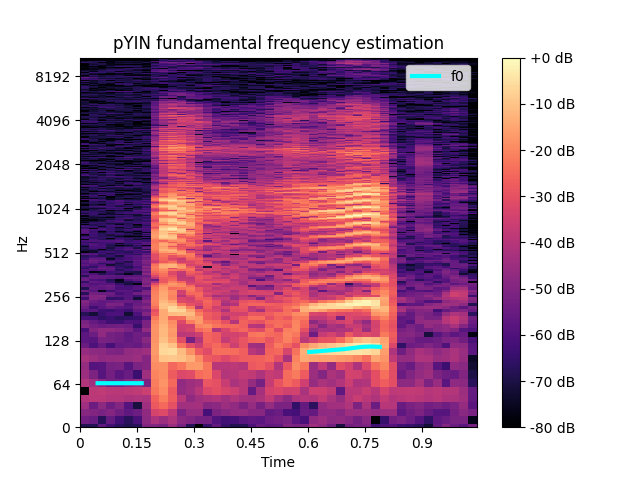 pYIN fundamental frequency estimation
f0
8192
4096
2048
1024
512
256
128
64
0
Hz
0
0.15
0.3
0.45
0.6
0.75
0.9
Time
+0 dB
-10 dB
-20 dB
-30 dB
-40 dB
-50 dB
-60 dB
-70 dB
-80 dB